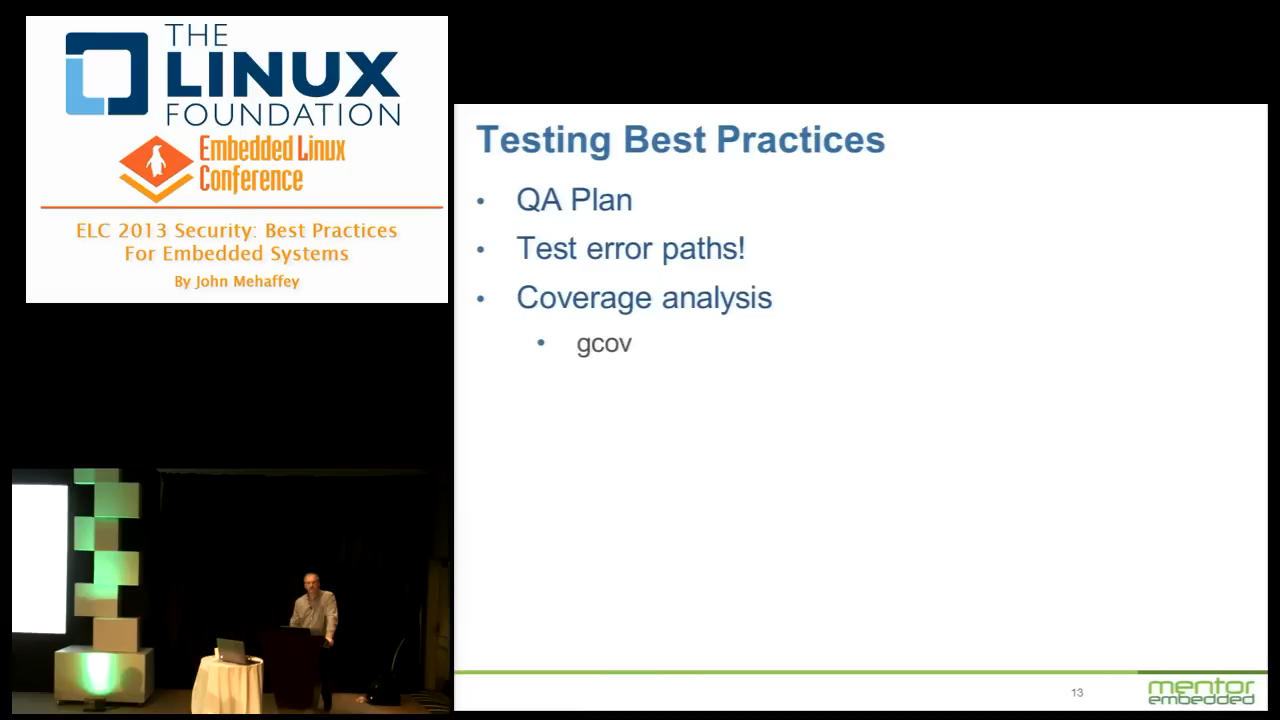 THE
LINUX
FOUNDATION
Embedded Linux
Conference
ELC 2013 Security: Best Practices
For Embedded Systems
By John Mehaffey
Testing Best Practices
• QA Plan
• Test error paths!
• Coverage analysis
• gcov
13
mentor
embedded